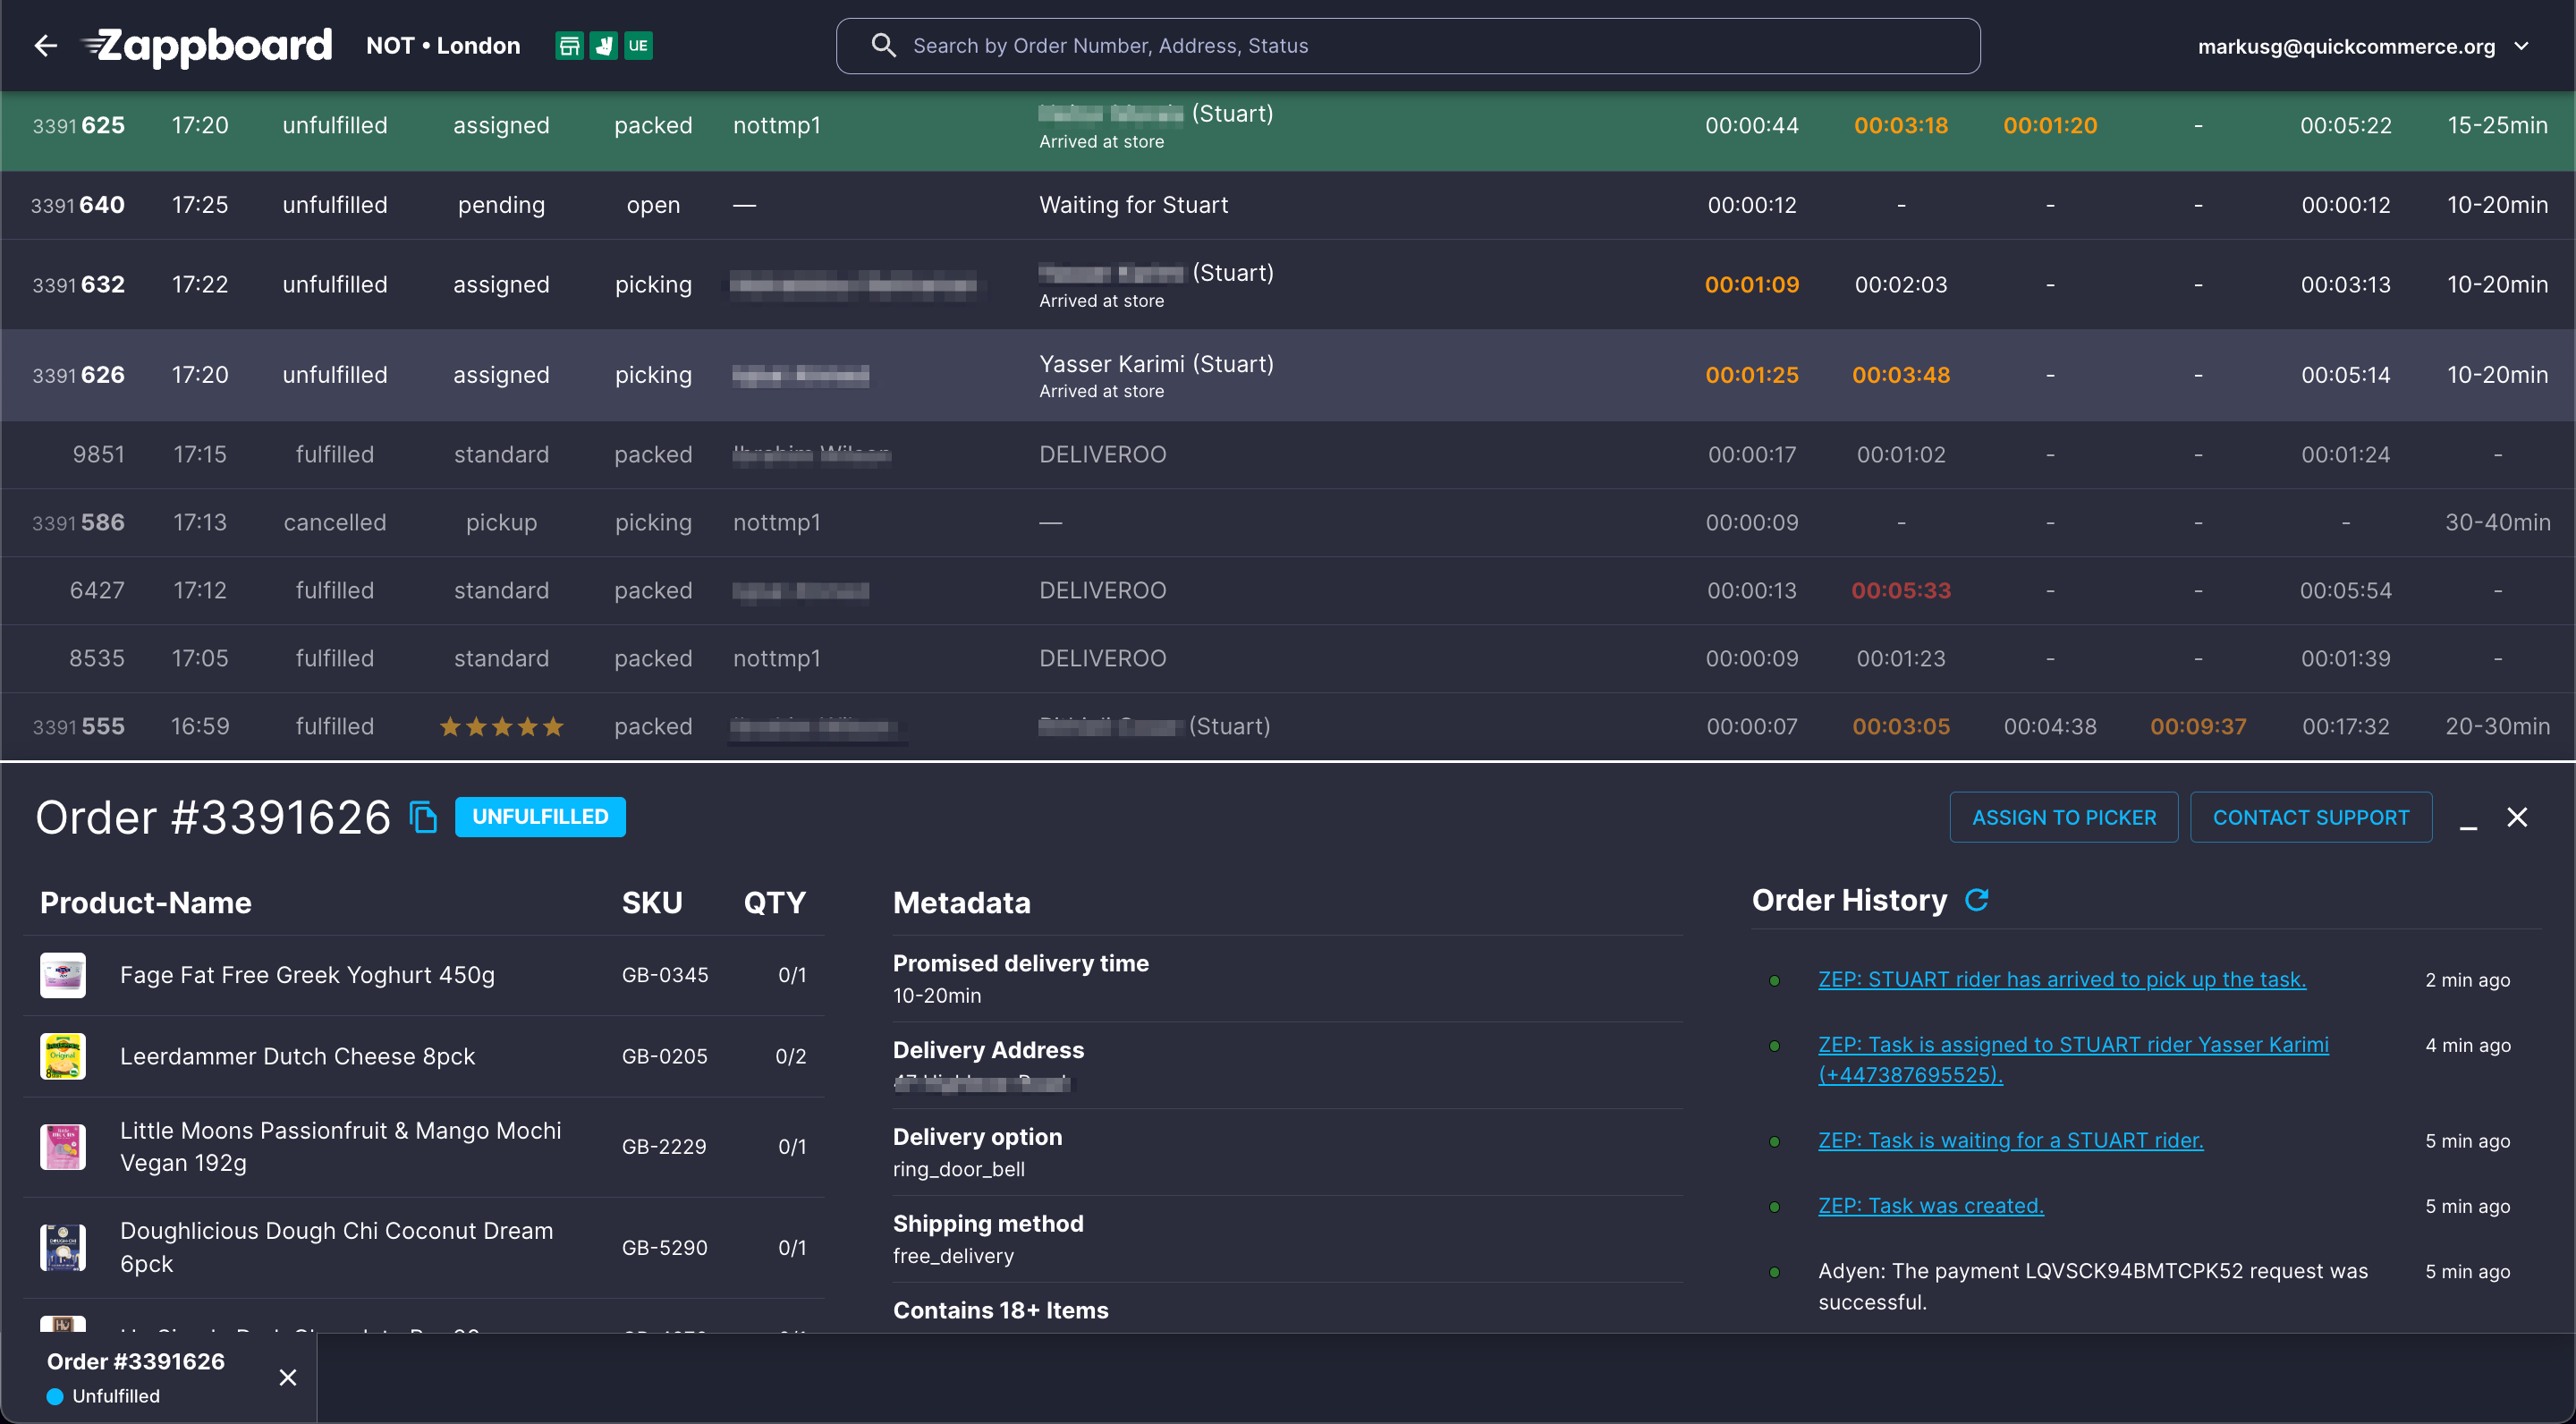 Zappboard
NOT • London
UE
Search by Order Number, Address, Status
markusg@quickcommerce.org
3391 625 17:20 unfulfilled assigned packed nottmp1 (Stuart) 00:00:44 00:03:18 00:01:20 - 00:05:22 15-25min
Arrived at store
3391 640 17:25 unfulfilled pending open — Waiting for Stuart 00:00:12 - - - 00:00:12 10-20min
3391 632 17:22 unfulfilled assigned picking (Stuart) 00:01:09 00:02:03 - - 00:03:13 10-20min
Arrived at store
3391 626 17:20 unfulfilled assigned picking Yasser Karimi (Stuart) 00:01:25 00:03:48 - - 00:05:14 10-20min
Arrived at store
9851 17:15 fulfilled standard packed DELIVEROO 00:00:17 00:01:02 - - 00:01:24 -
3391 586 17:13 cancelled pickup picking nottmp1 — 00:00:09 - - - - 30-40min
6427 17:12 fulfilled standard packed DELIVEROO 00:00:13 00:05:33 - - 00:05:54 -
8535 17:05 fulfilled standard packed nottmp1 DELIVEROO 00:00:09 00:01:23 - - 00:01:39 -
3391 555 16:59 fulfilled ★★★★★ packed (Stuart) 00:00:07 00:03:05 00:04:38 00:09:37 00:17:32 20-30min
Order #3391626 UNFULFILLED
ASSIGN TO PICKER
CONTACT SUPPORT
Product-Name SKU QTY
Fage Fat Free Greek Yoghurt 450g GB-0345 0/1
Leerdammer Dutch Cheese 8pck GB-0205 0/2
Little Moons Passionfruit & Mango Mochi
Vegan 192g GB-2229 0/1
Doughlicious Dough Chi Coconut Dream
6pck GB-5290 0/1
Metadata
Promised delivery time
10-20min
Delivery Address
Delivery option
ring_door_bell
Shipping method
free_delivery
Contains 18+ Items
Order History
ZEP: STUART rider has arrived to pick up the task. 2 min ago
ZEP: Task is assigned to STUART rider Yasser Karimi 4 min ago
(+447387695525).
ZEP: Task is waiting for a STUART rider. 5 min ago
ZEP: Task was created. 5 min ago
Adyen: The payment LQVSCK94BMTCPK52 request was 5 min ago
successful.
Order #3391626
Unfulfilled